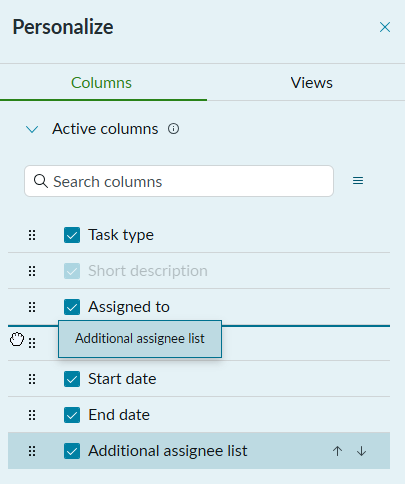 Personalize
Columns
Views
Active columns
Search columns
Task type
Short description
Assigned to
Additional assignee list
Start date
End date
Additional assignee list